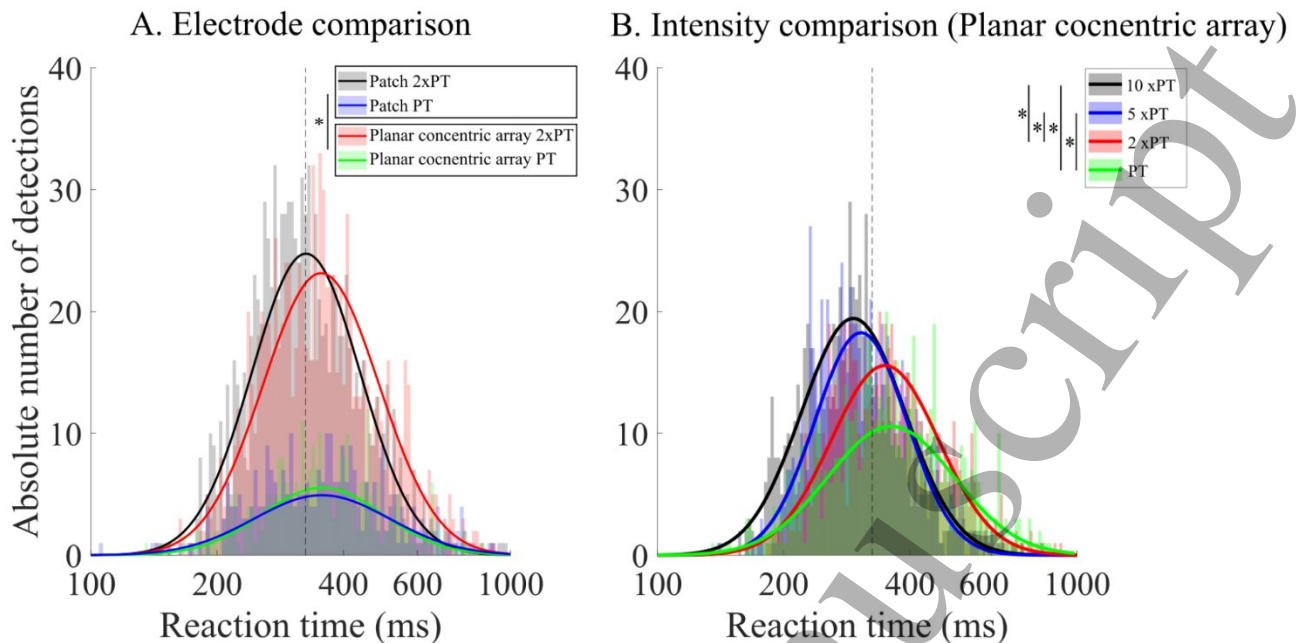 A. Electrode comparison
Absolute number of detections
40
30
20
10
0
100
200
400
600
1000
Reaction time (ms)
Patch 2xPT
Patch PT
Planar concentric array 2xPT
Planar cocnentric array PT
*
B. Intensity comparison (Planar cocnentric array)
40
30
20
10
0
100
200
400
600
1000
Reaction time (ms)
* * * *
10 xPT
5 xPT
2 xPT
PT
uscript